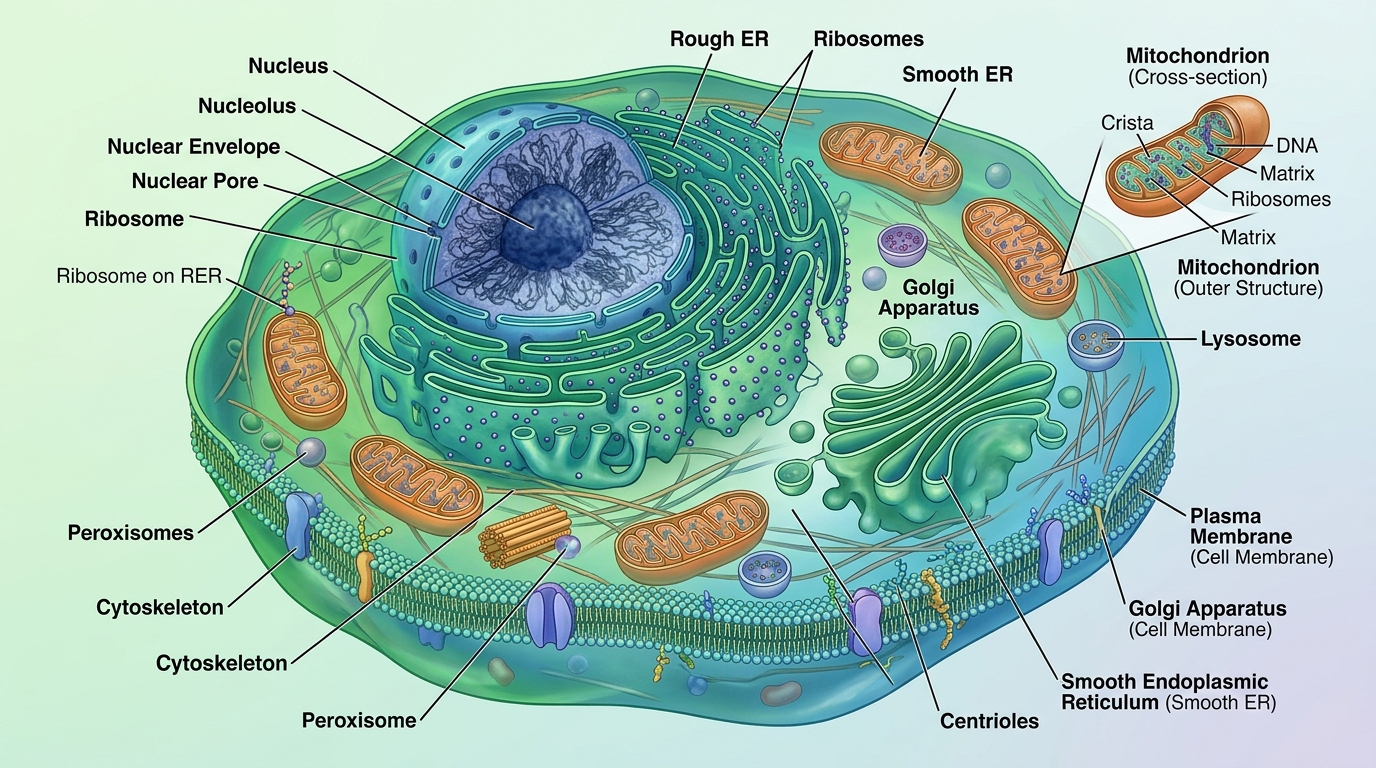 Rough ER
Ribosomes
Mitochondrion
(Cross-section)
Nucleus
Smooth ER
Nucleolus
Crista
DNA
Nuclear Envelope
Matrix
Nuclear Pore
Ribosomes
Ribosome
Matrix
Ribosome on RER
Mitochondrion
(Outer Structure)
Golgi
Apparatus
Lysosome
Peroxisomes
Plasma
Membrane
(Cell Membrane)
Cytoskeleton
Golgi Apparatus
(Cell Membrane)
Cytoskeleton
Smooth Endoplasmic
Reticulum (Smooth ER)
Peroxisome
Centrioles